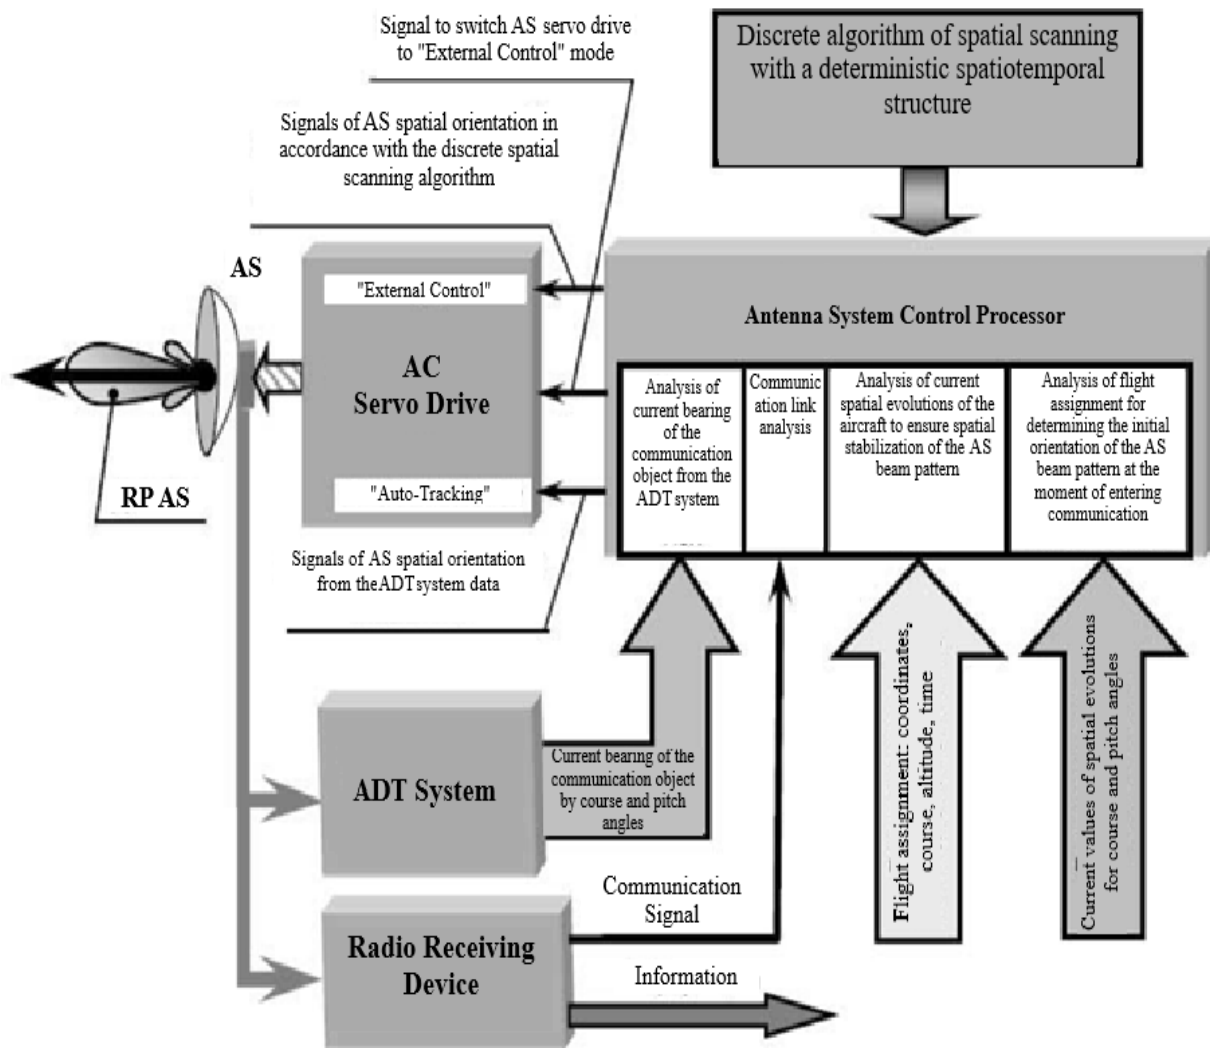 Signal to switch AS servo drive
to "External Control" mode
Discrete algorithm of spatial scanning
with a deterministic spatiotemporal
structure
Signals of AS spatial orientation in
accordance with the discrete spatial
scanning algorithm
AS
"External Control"
AC
Servo Drive
"Auto-Tracking"
RP AS
Antenna System Control Processor
Analysis of
current bearing
of the
communication
object from the
ADT system
Communic
ation link
analysis
Analysis of current
spatial evolutions of the
aircraft to ensure spatial
stabilization of the AS
beam pattern
Analysis of flight
assignment for
determining the initial
orientation of the AS
beam pattern at the
moment of entering
communication
Signals of AS spatial orientation
from the ADT system data
ADT System
Current bearing of the
communication object
by course and pitch
angles
Flight assignment: coordinates,
course, altitude, time
Current values of spatial evolutions
for course and pitch angles
Communication
Signal
Radio Receiving
Device
Information